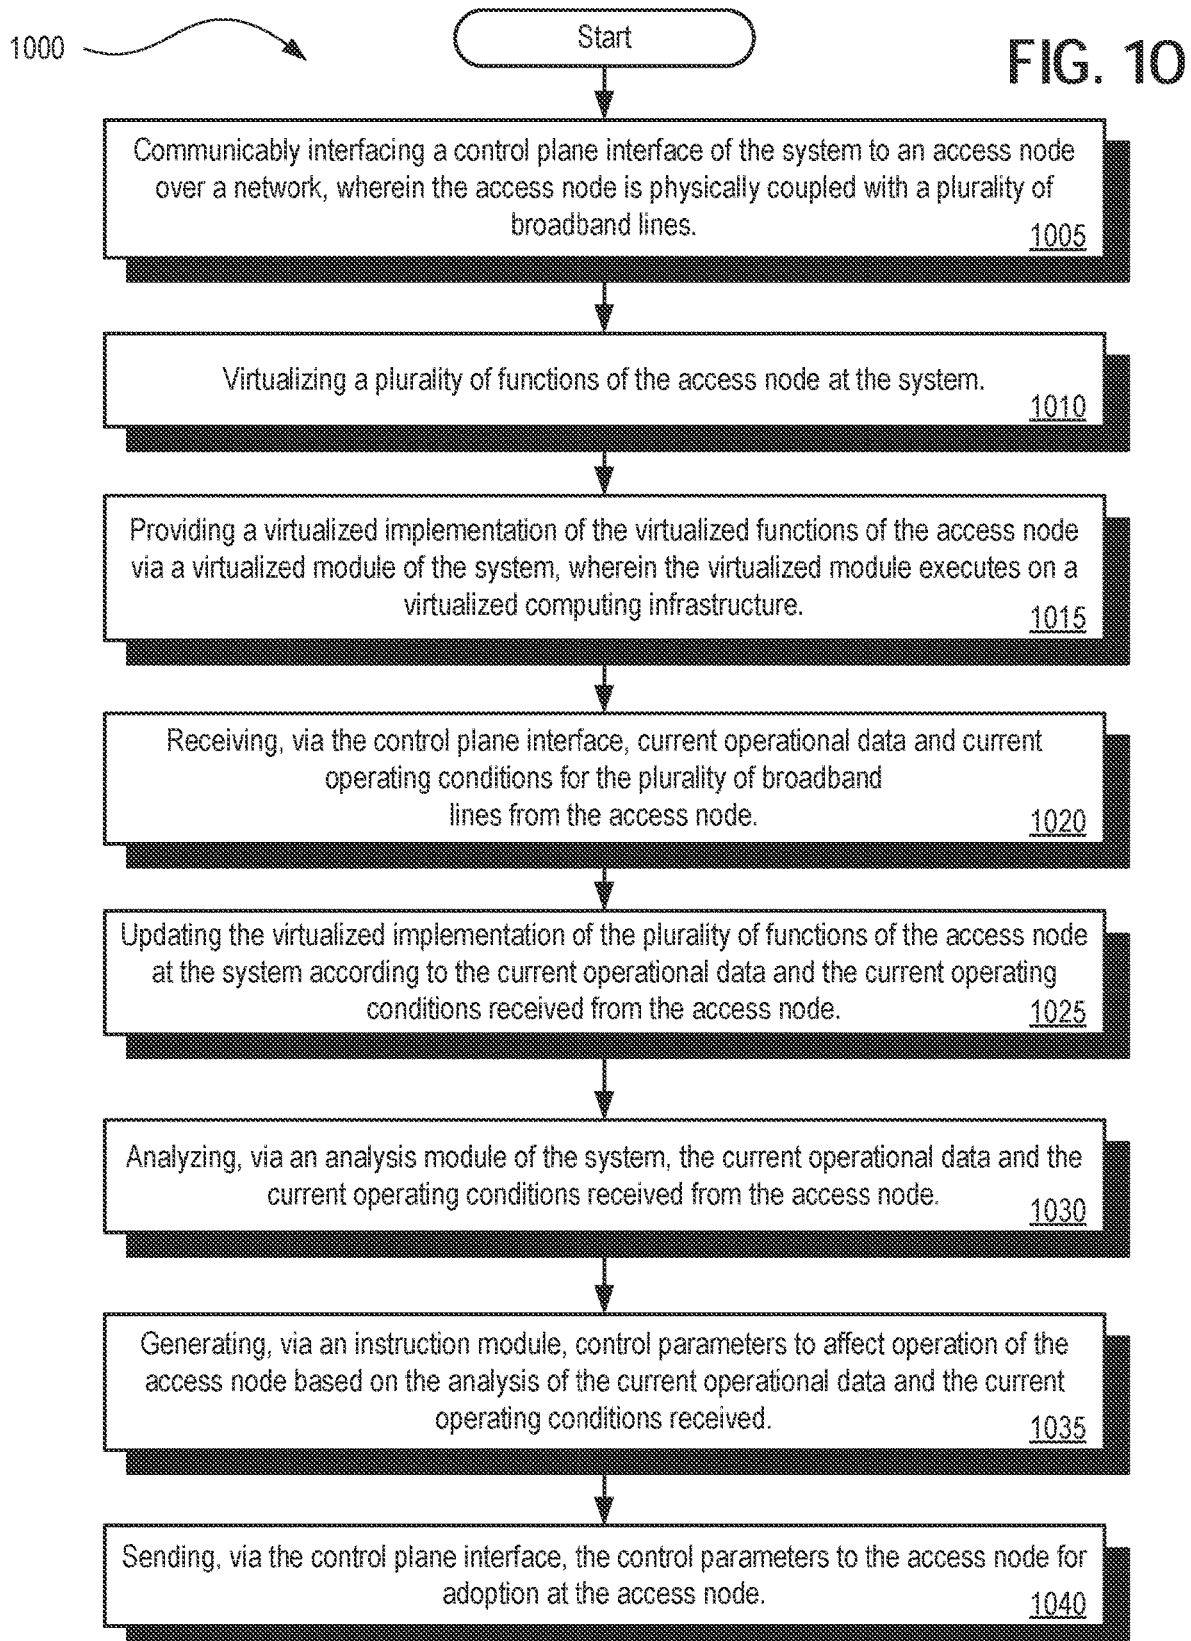 1000
Start
FIG. 10
Communicably interfacing a control plane interface of the system to an access node
over a network, wherein the access node is physically coupled with a plurality of
broadband lines.
1005
Virtualizing a plurality of functions of the access node at the system.
1010
Providing a virtualized implementation of the virtualized functions of the access node
via a virtualized module of the system, wherein the virtualized module executes on a
virtualized computing infrastructure.
1015
Receiving, via the control plane interface, current operational data and current
operating conditions for the plurality of broadband
lines from the access node.
1020
Updating the virtualized implementation of the plurality of functions of the access node
at the system according to the current operational data and the current operating
conditions received from the access node.
1025
Analyzing, via an analysis module of the system, the current operational data and the
current operating conditions received from the access node.
1030
Generating, via an instruction module, control parameters to affect operation of the
access node based on the analysis of the current operational data and the current
operating conditions received.
1035
Sending, via the control plane interface, the control parameters to the access node for
adoption at the access node.
1040